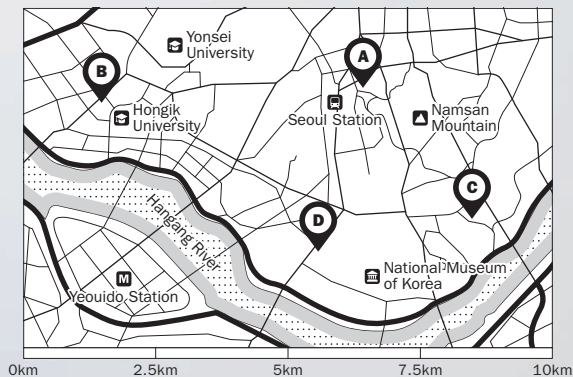 Yonsei
University
A
B
Hongik
University
Seoul Station
Namsan
Mountain
C
D
Hangang River
National Museum
of Korea
M
Yeouido Station
0km 2.5km 5km 7.5km 10km